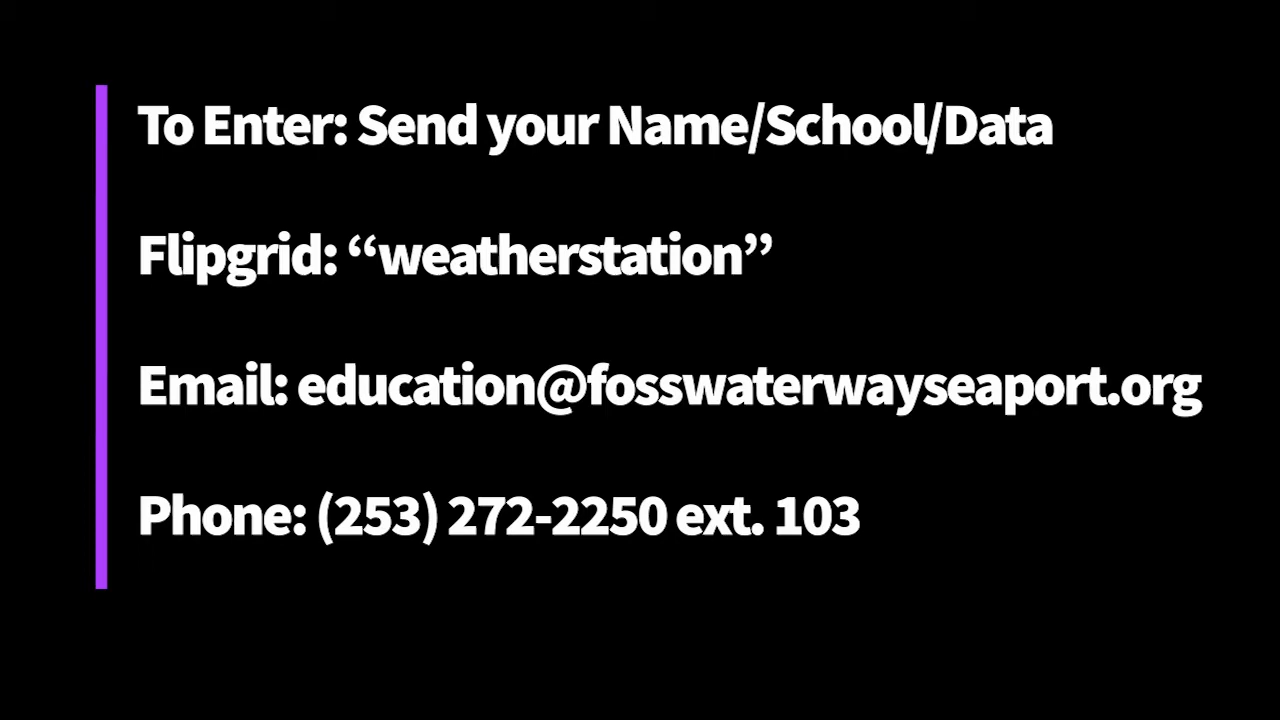 To Enter: Send your Name/School/Data
Flipgrid: “weatherstation”
Email: education@fosswaterwayseaport.org
Phone: (253) 272-2250 ext. 103